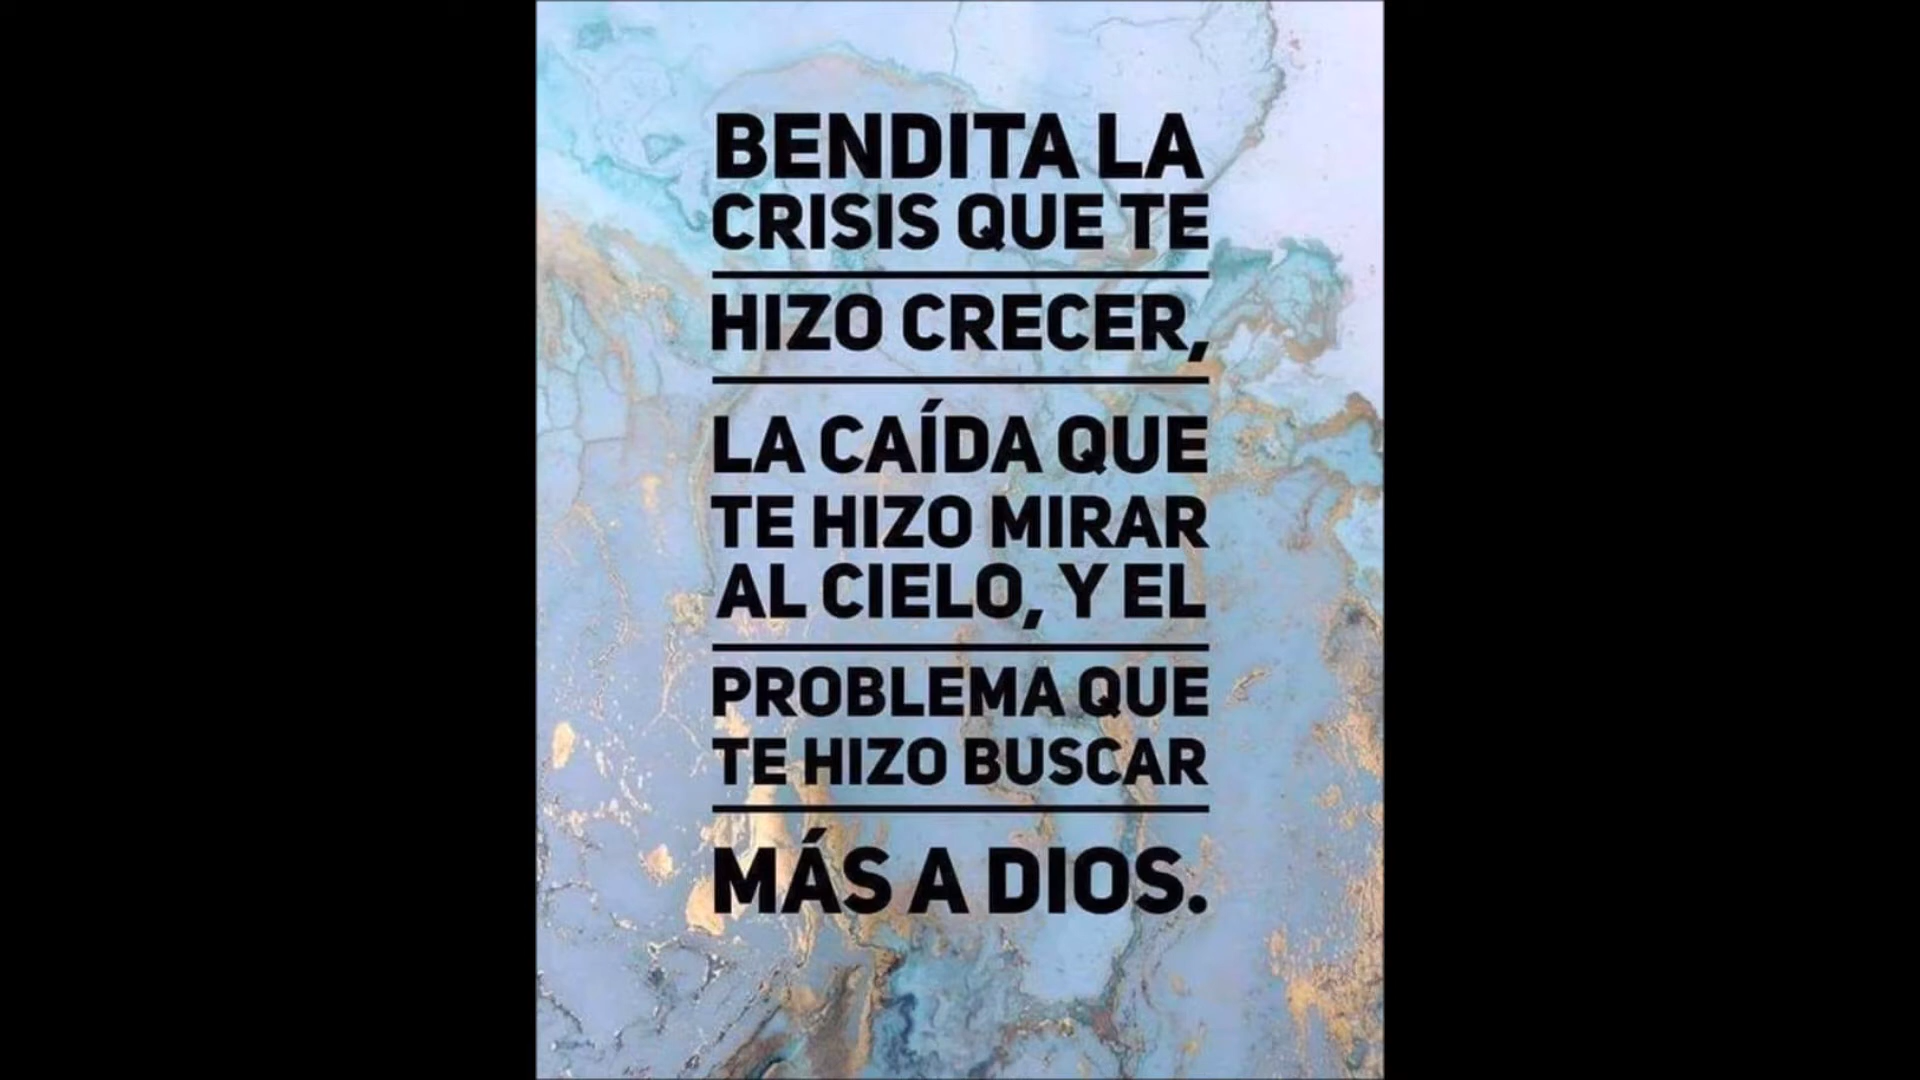 BENDITA LA
CRISIS QUE TE
HIZO CRECER,
LA CAÍDA QUE
TE HIZO MIRAR
AL CIELO, Y EL
PROBLEMA QUE
TE HIZO BUSCAR
MÁS A DIOS.